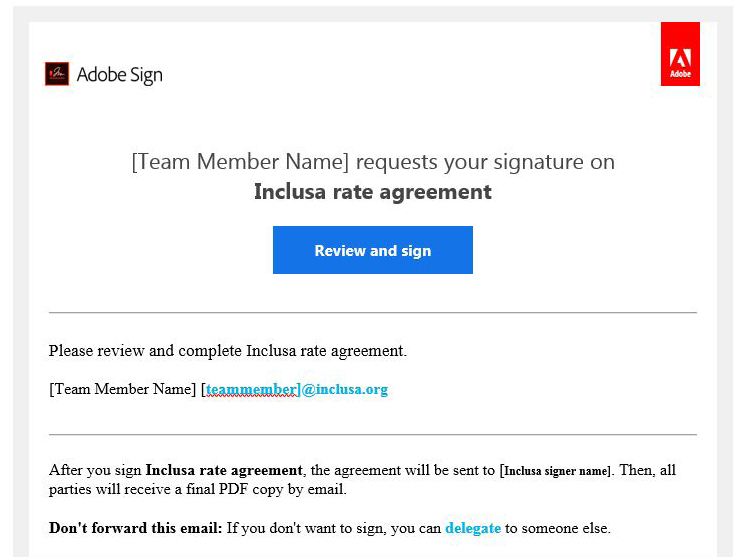 Adobe Sign
Adobe
[Team Member Name] requests your signature on
Inclusa rate agreement
Review and sign
Please review and complete Inclusa rate agreement.
[Team Member Name] [teammember]@inclusa.org
After you sign Inclusa rate agreement, the agreement will be sent to [Inclusa signer name]. Then, all
parties will receive a final PDF copy by email.
Don't forward this email: If you don't want to sign, you can delegate to someone else.